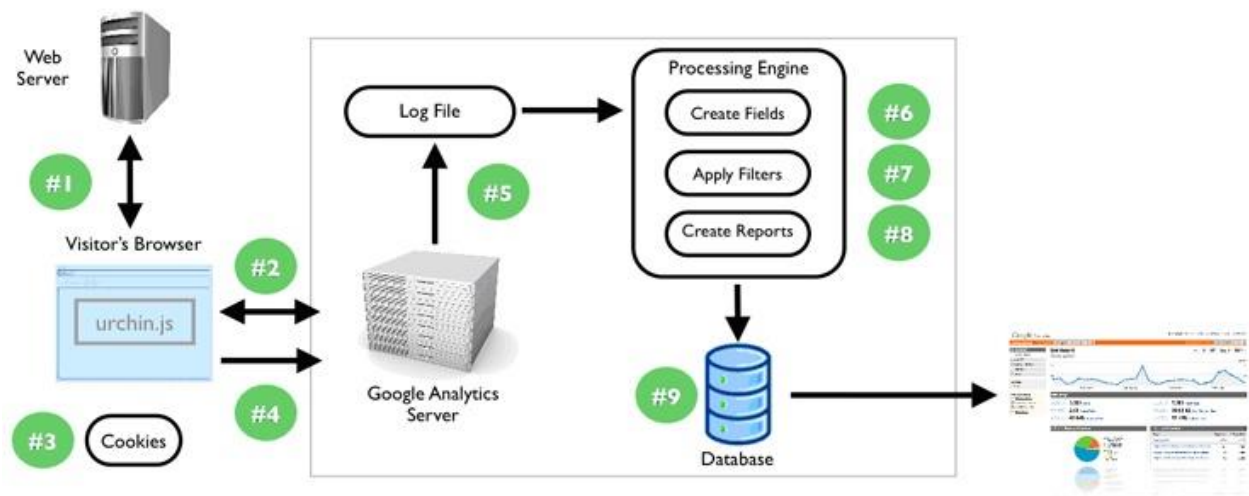 Web
Server
#1
Visitor's Browser
urchin.js
#2
#4
#3
Cookies
Log File
#5
Google Analytics
Server
Processing Engine
Create Fields
#6
Apply Filters
#7
Create Reports
#8
#9
Database
Google